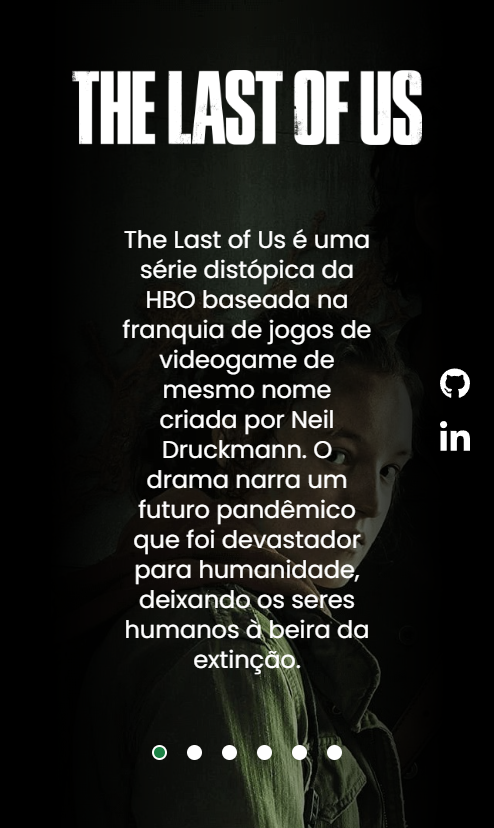 THE LAST OF US
The Last of Us é uma
série distópica da
HBO baseada na
franquia de jogos de
videogame de
mesmo nome
criada por Neil
Druckmann. O
drama narra um
futuro pandêmico
que foi devastador
para humanidade,
deixando os seres
humanos à beira da
extinção.
in